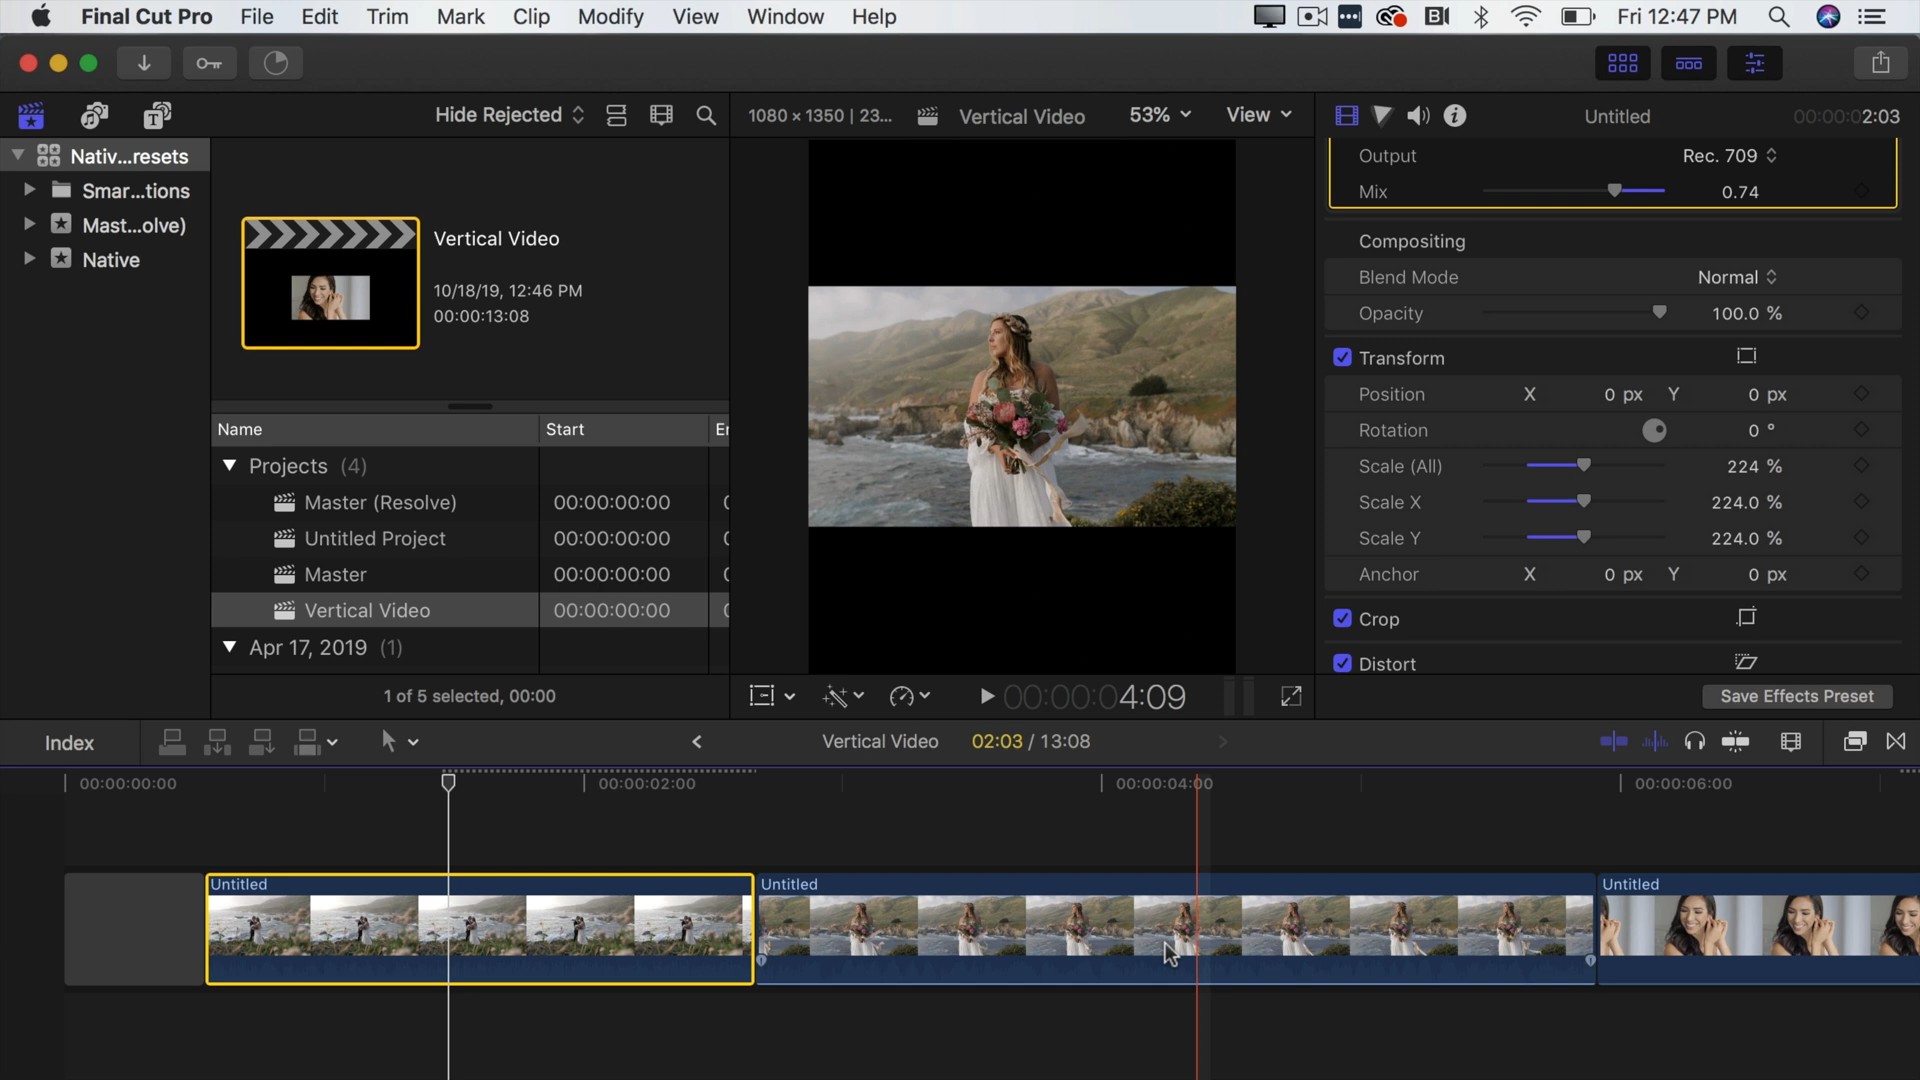 Final Cut Pro File Edit Trim Mark Clip Modify View Window Help Fri 12:47 PM
Hide Rejected
1080 × 1350 | 23... Vertical Video 53% View
Untitled 00:00:02:03
Nativ...resets
Smar...tions
Mast...olve)
Native
Vertical Video
10/18/19, 12:46 PM
00:00:13:08
Name Start
Projects (4)
Master (Resolve) 00:00:00:00
Untitled Project 00:00:00:00
Master 00:00:00:00
Vertical Video 00:00:00:00
Apr 17, 2019 (1)
1 of 5 selected, 00:00
00:00:04:09
Output Rec. 709
Mix 0.74
Compositing
Blend Mode Normal
Opacity 100.0 %
Transform
Position X 0 px Y 0 px
Rotation 0 °
Scale (All) 224 %
Scale X 224.0 %
Scale Y 224.0 %
Anchor X 0 px Y 0 px
Crop
Distort
Save Effects Preset
Index Vertical Video 02:03 / 13:08
00:00:00:00 00:00:02:00 00:00:04:00 00:00:06:00
Untitled Untitled Untitled